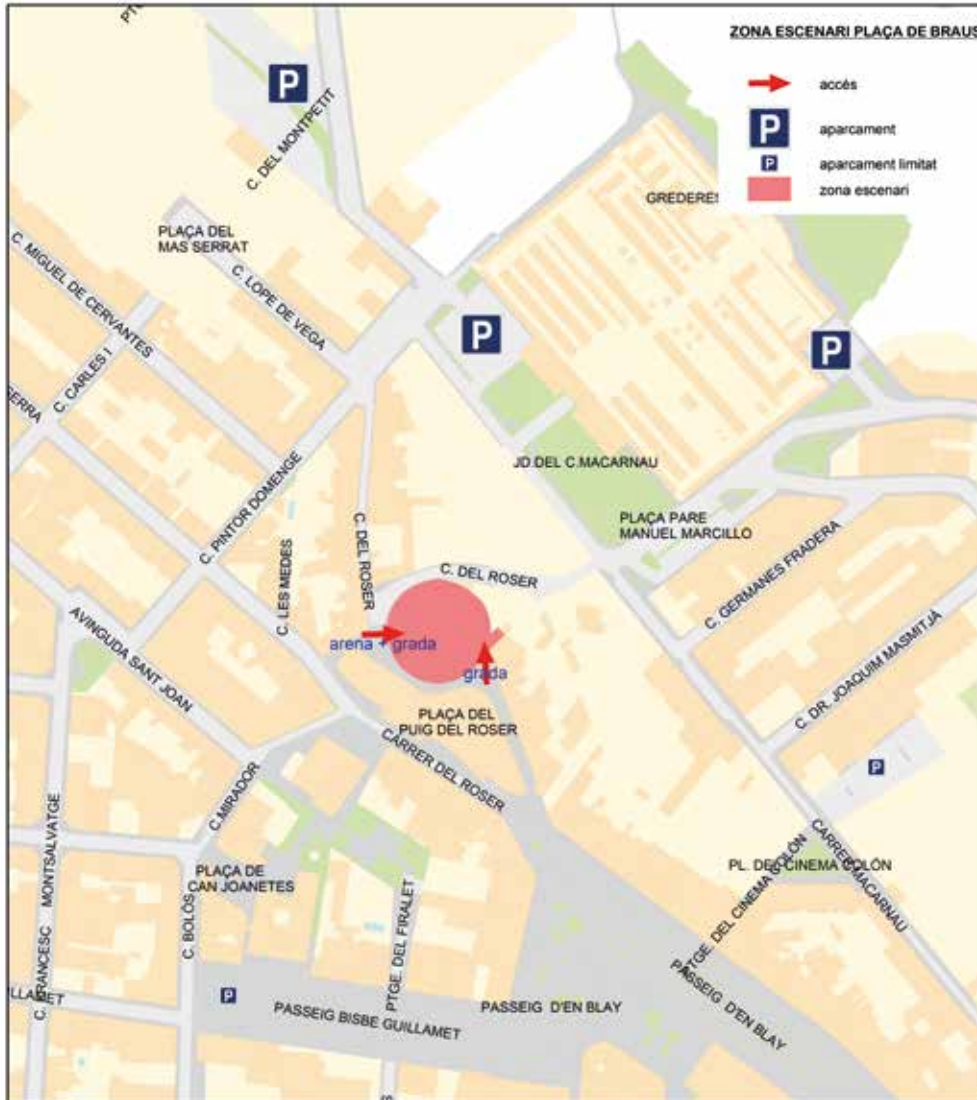 ZONA ESCENARI PLAÇA DE BRAUS
accés
P
aparcament
P
aparcament limitat
zona escenari
P
C. DEL MONTPETIT
GREDERES
PLAÇA DEL
MAS SERRAT
C. MIGUEL DE CERVANTES
C. LOPE DE VEGA
P
P
C. CARLES I
SERRA
C. PINTOR DOMENGE
JD.DEL C.MACARNAU
PLAÇA PARE
MANUEL MARCILLO
C. DEL ROSER
C. DEL ROSER
C. LES MEDES
C. GERMANES FRADERA
AVINGUDA SANT JOAN
arena + grada
grada
C. DR. JOAQUIM MASMITJÀ
PLAÇA DEL
PUIG DEL ROSER
CARRER DEL ROSER
P
C.MIRADOR
C. FRANCESC MONTSALVATGE
PLAÇA DE
CAN JOANETES
C. BOLÒS
PTGE. DEL FIRALET
PL. DEL CINEMA COLÓN
CARRER MACARNAU
PTGE. DEL CINEMA COLÓN
P
PASSEIG BISBE GUILLAMET
PASSEIG D'EN BLAY
PASSEIG D'EN BLAY